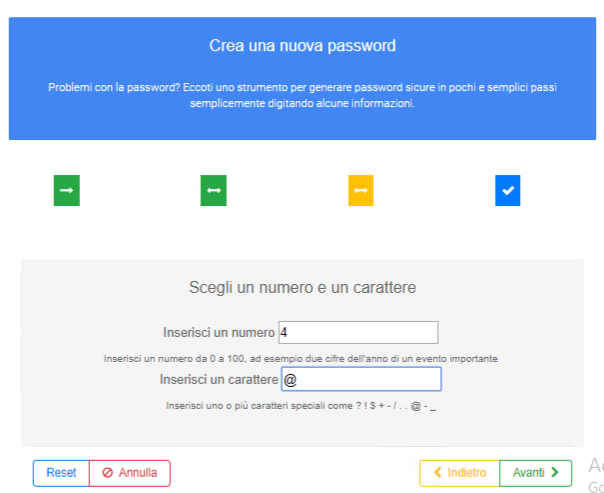 Crea una nuova password
Problemi con la password? Eccoti uno strumento per generare password sicure in pochi e semplici passi
semplicemente digitando alcune informazioni.
Scegli un numero e un carattere
Inserisci un numero 4
Inserisci un numero da 0 a 100, ad esempio due cifre dell'anno di un evento importante
Inserisci un carattere @
Inserisci uno o più caratteri speciali come ? ! $ + - / . . @ - _
Reset Annulla Indietro Avanti